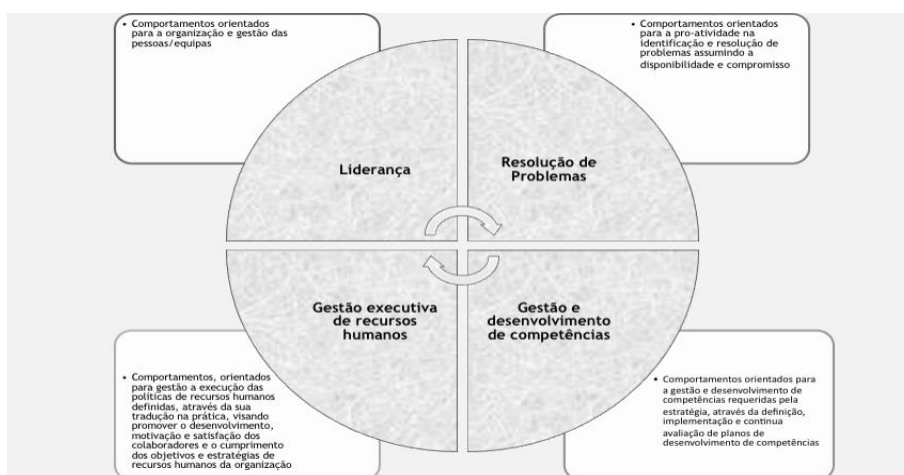 • Comportamentos orientados
para a organização e gestão das
pessoas/equipas
• Comportamentos orientados
para a pro-atividade na
identificação e resolução de
problemas assumindo a
disponibilidade e compromisso
Liderança
Resolução de
Problemas
Gestão executiva
de recursos
humanos
Gestão e
desenvolvimento
de competências
• Comportamentos, orientados
para gestão a execução das
políticas de recursos humanos
definidas, através da sua
tradução na prática, visando
promover o desenvolvimento,
motivação e satisfação dos
colaboradores e o cumprimento
dos objetivos e estratégias de
recursos humanos da organização
• Comportamentos orientados para
a gestão e desenvolvimento de
competências requeridas pela
estratégia, através da definição,
implementação e continua
avaliação de planos de
desenvolvimento de competências